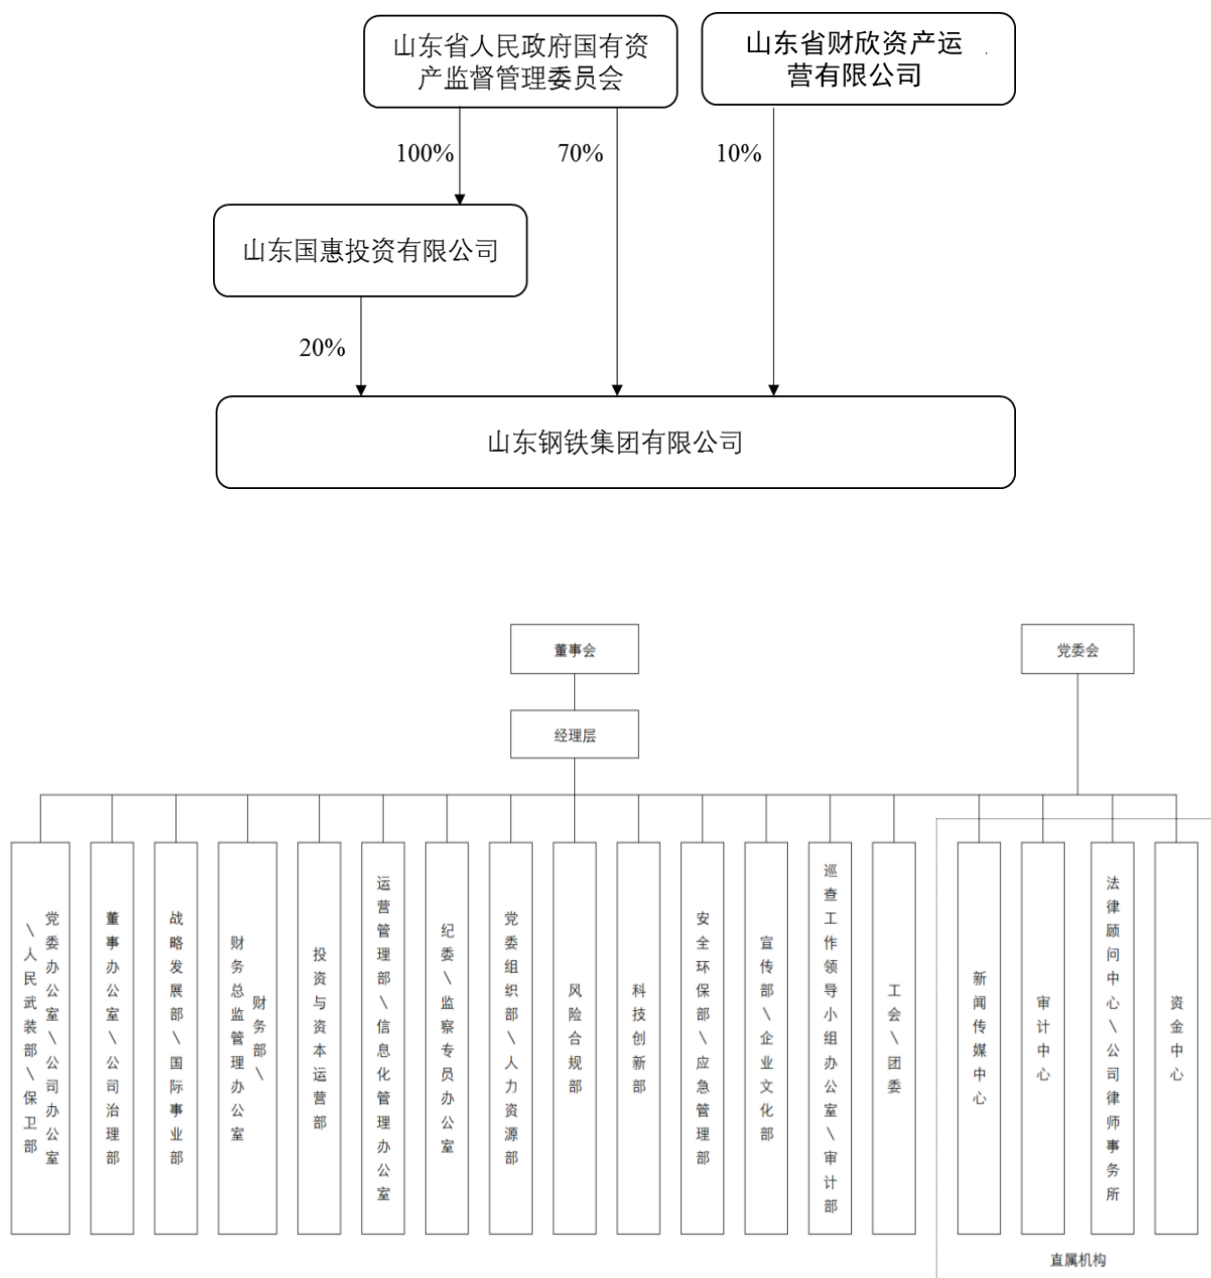 山东省人民政府国有资
产监督管理委员会
山东省财欣资产运
营有限公司
100%
70%
10%
山东国惠投资有限公司
20%
山东钢铁集团有限公司
董事会
党委会
经理层
党委办公室\公司办公室
\人民武装部\保卫部
董事办公室\公司治理部
战略发展部\国际事业部
财务部\
财务总监管理办公室
投资与资本运营部
运营管理部\信息化管理办公室
纪委\监察专员办公室
党委组织部\人力资源部
风险合规部
科技创新部
安全环保部\应急管理部
宣传部\企业文化部
巡查工作领导小组办公室\审计部
工会\团委
新闻传媒中心
审计中心
法律顾问中心\公司律师事务所
资金中心
直属机构